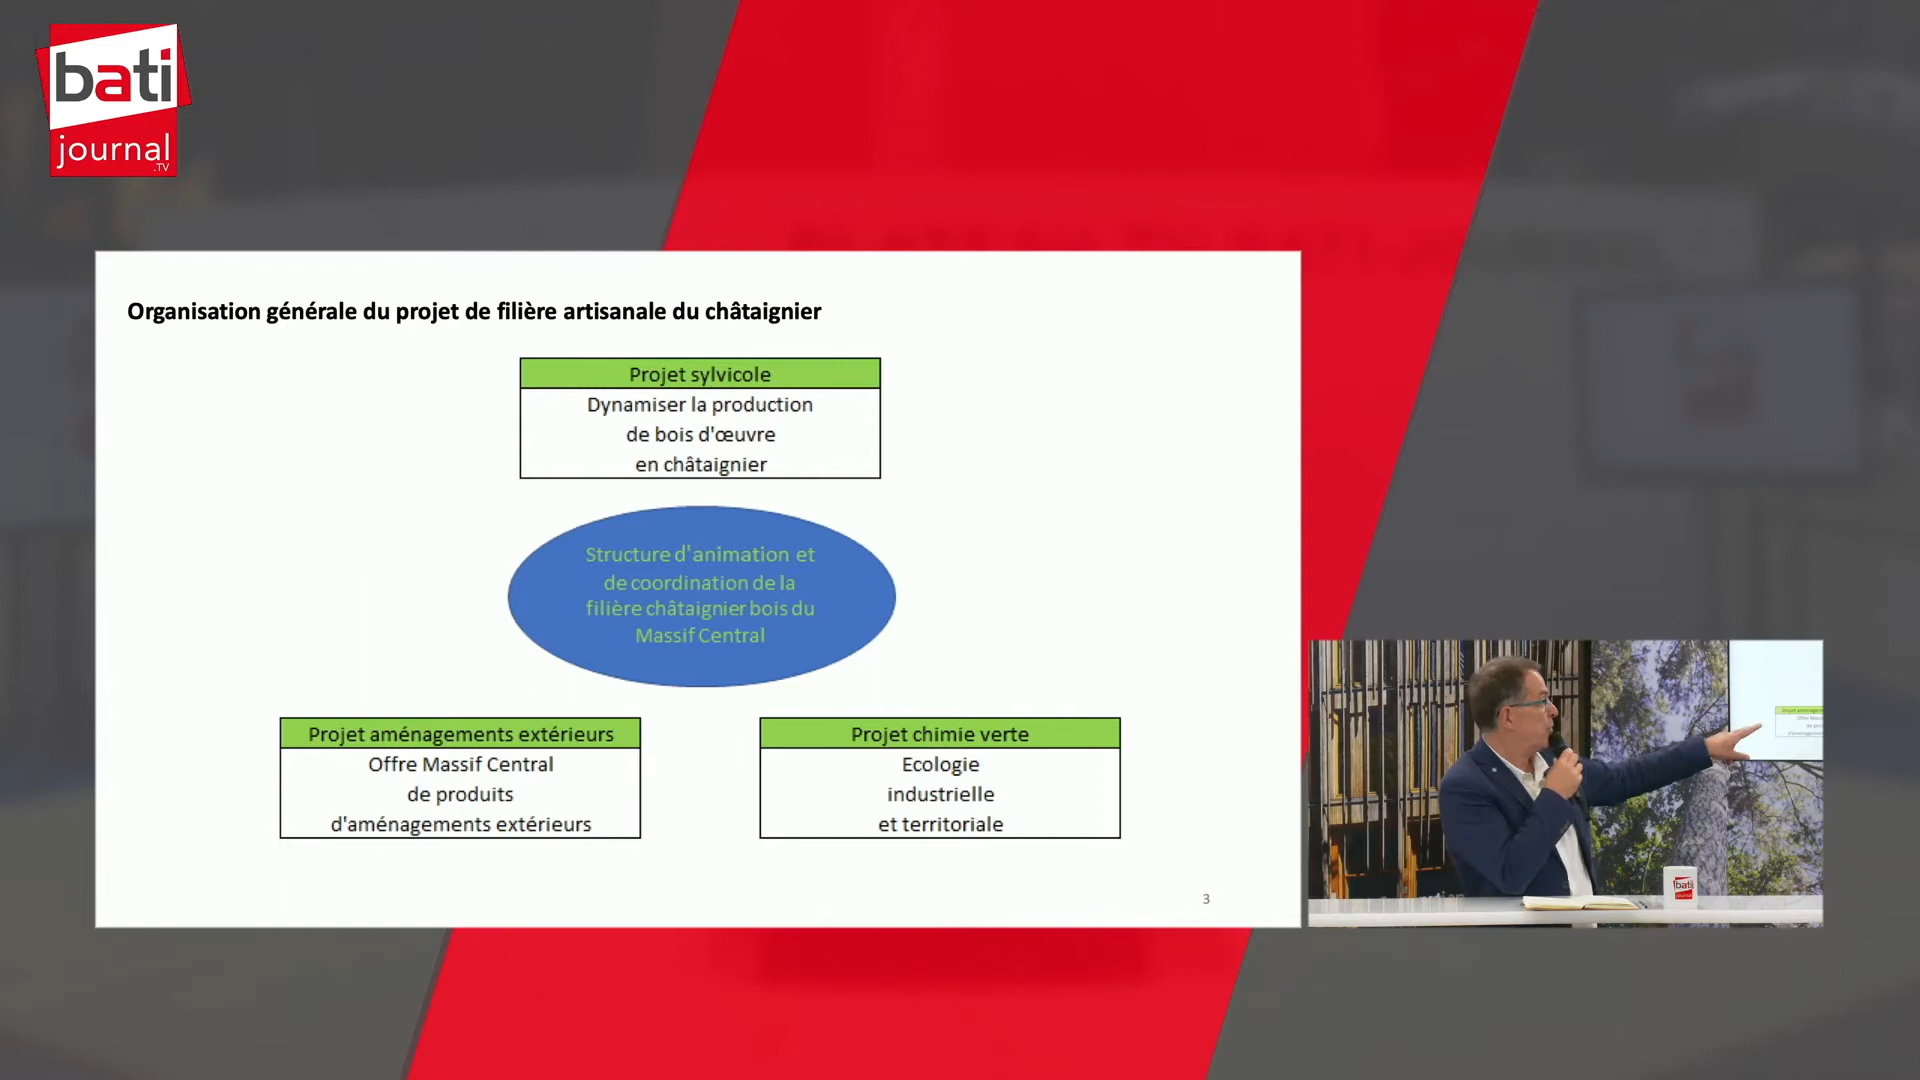 bati
journal
.TV
Organisation générale du projet de filière artisanale du châtaignier
Projet sylvicole
Dynamiser la production
de bois d'œuvre
en châtaignier
Structure d'animation et
de coordination de la
filière châtaignier bois du
Massif Central
Projet aménagements extérieurs
Offre Massif Central
de produits
d'aménagements extérieurs
Projet chimie verte
Ecologie
industrielle
et territoriale
3
bati
journal